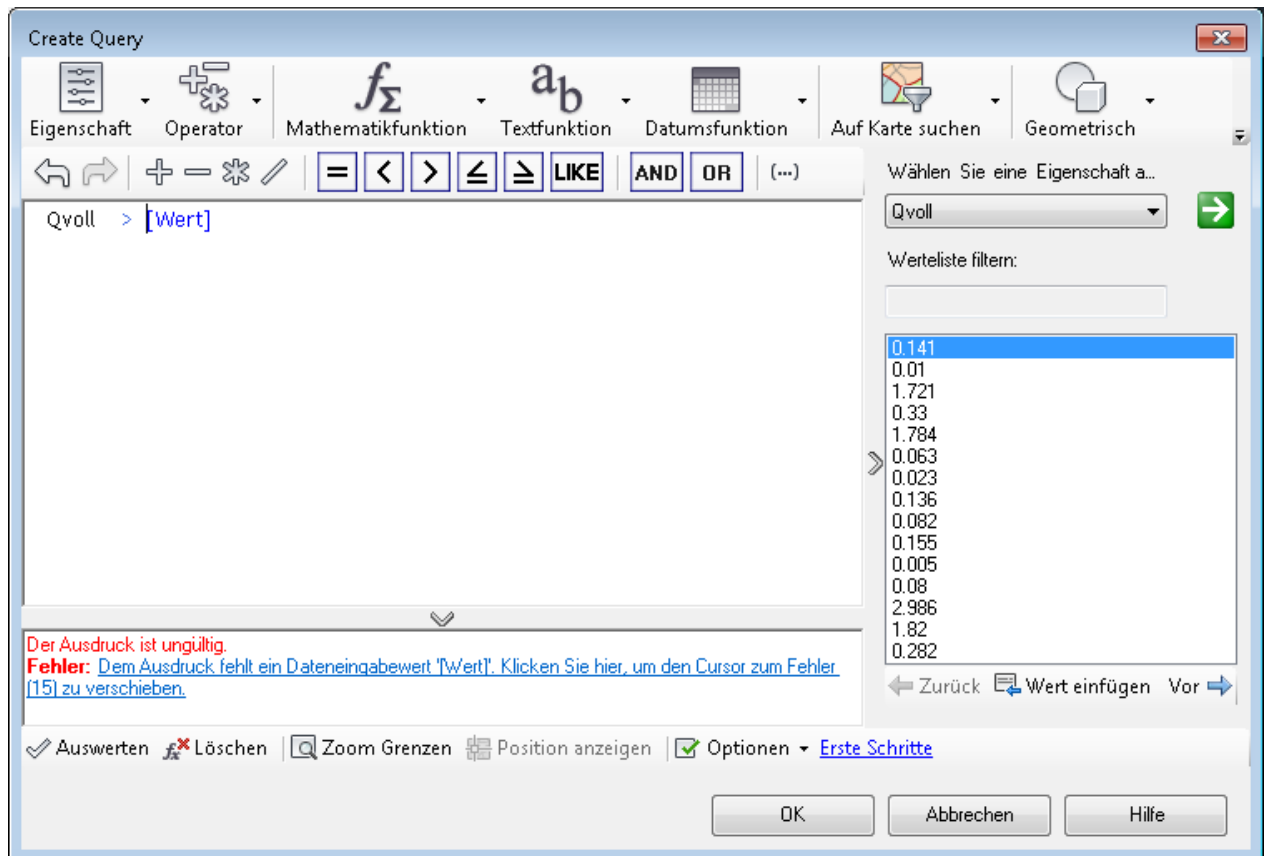 Create Query
Eigenschaft Operator Mathematikfunktion Textfunktion Datumsfunktion Auf Karte suchen Geometrisch
= < > ≤ ≥ LIKE AND OR (...)
Wählen Sie eine Eigenschaft a...
Qvoll > [Wert]
Qvoll
Werteliste filtern:
0.141
0.01
1.721
0.33
1.784
0.063
0.023
0.136
0.082
0.155
0.005
0.08
2.986
1.82
0.282
Zurück Wert einfügen Vor
Der Ausdruck ist ungültig.
Fehler: Dem Ausdruck fehlt ein Dateneingabewert '[Wert]'. Klicken Sie hier, um den Cursor zum Fehler
(15) zu verschieben.
Auswerten Löschen Zoom Grenzen Position anzeigen Optionen Erste Schritte
OK Abbrechen Hilfe